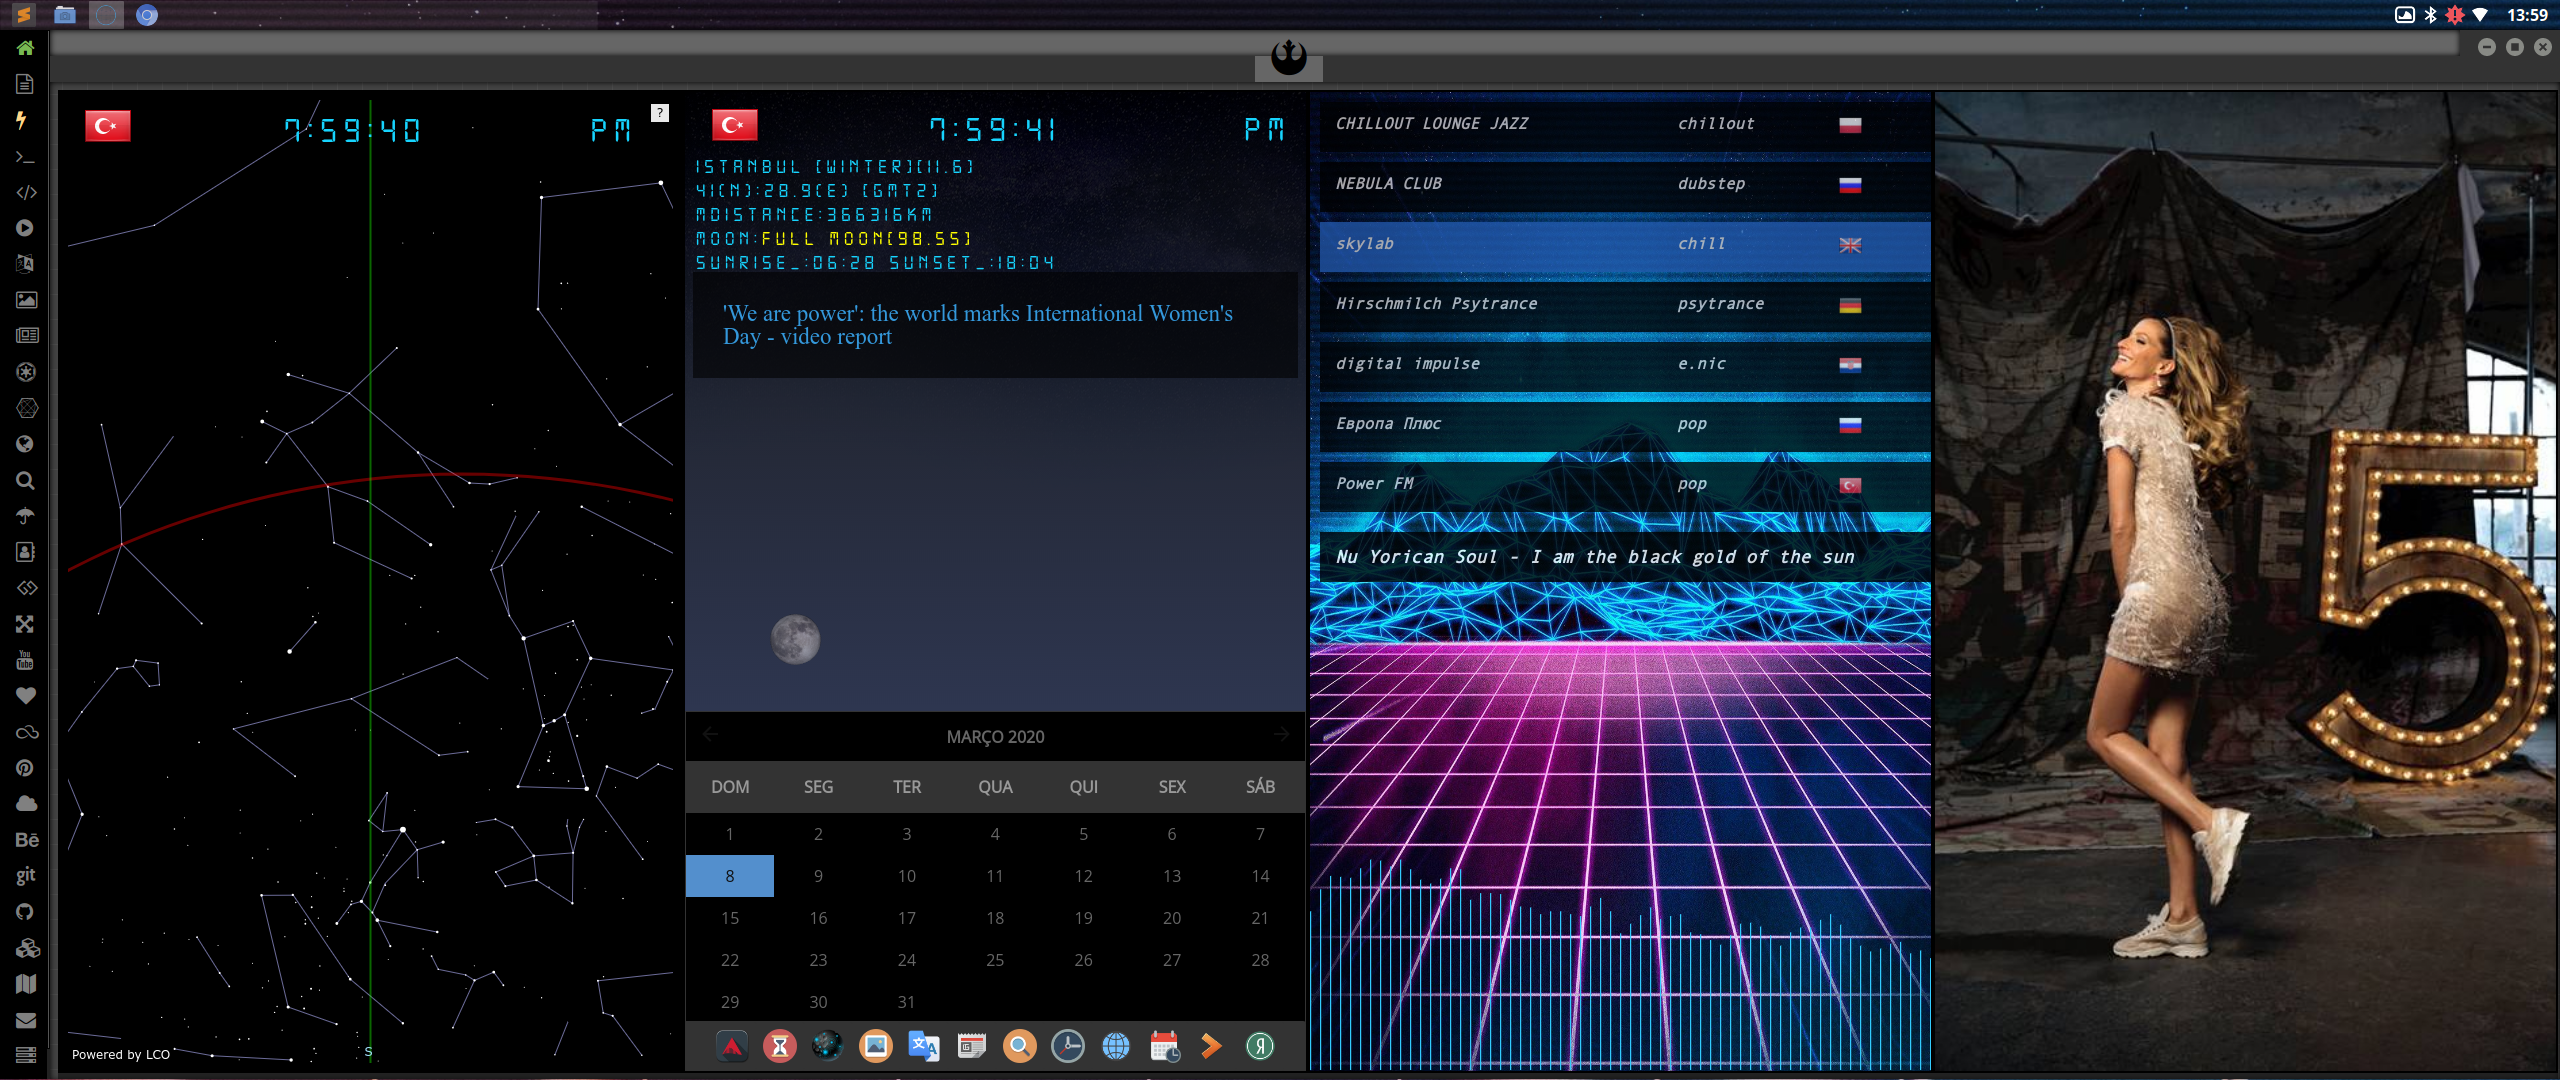 13:59
You
Tube
Bē
git
7:59:40 PM
?
S
Powered by LCO
7:59:41 PM
ISTANBUL [WINTER][11.6]
41(N):28.9(E) [GMT2]
MDISTANCE:366316KM
MOON:FULL MOON[98.55]
SUNRISE_:06:28 SUNSET_:18:04
'We are power': the world marks International Women's
Day - video report
MARÇO 2020
DOM SEG TER QUA QUI SEX SÁB
1 2 3 4 5 6 7
8 9 10 11 12 13 14
15 16 17 18 19 20 21
22 23 24 25 26 27 28
29 30 31
CHILLOUT LOUNGE JAZZ chillout
NEBULA CLUB dubstep
skylab chill
Hirschmilch Psytrance psytrance
digital impulse e.nic
Европа Плюс pop
Power FM pop
Nu Yorican Soul - I am the black gold of the sun
5